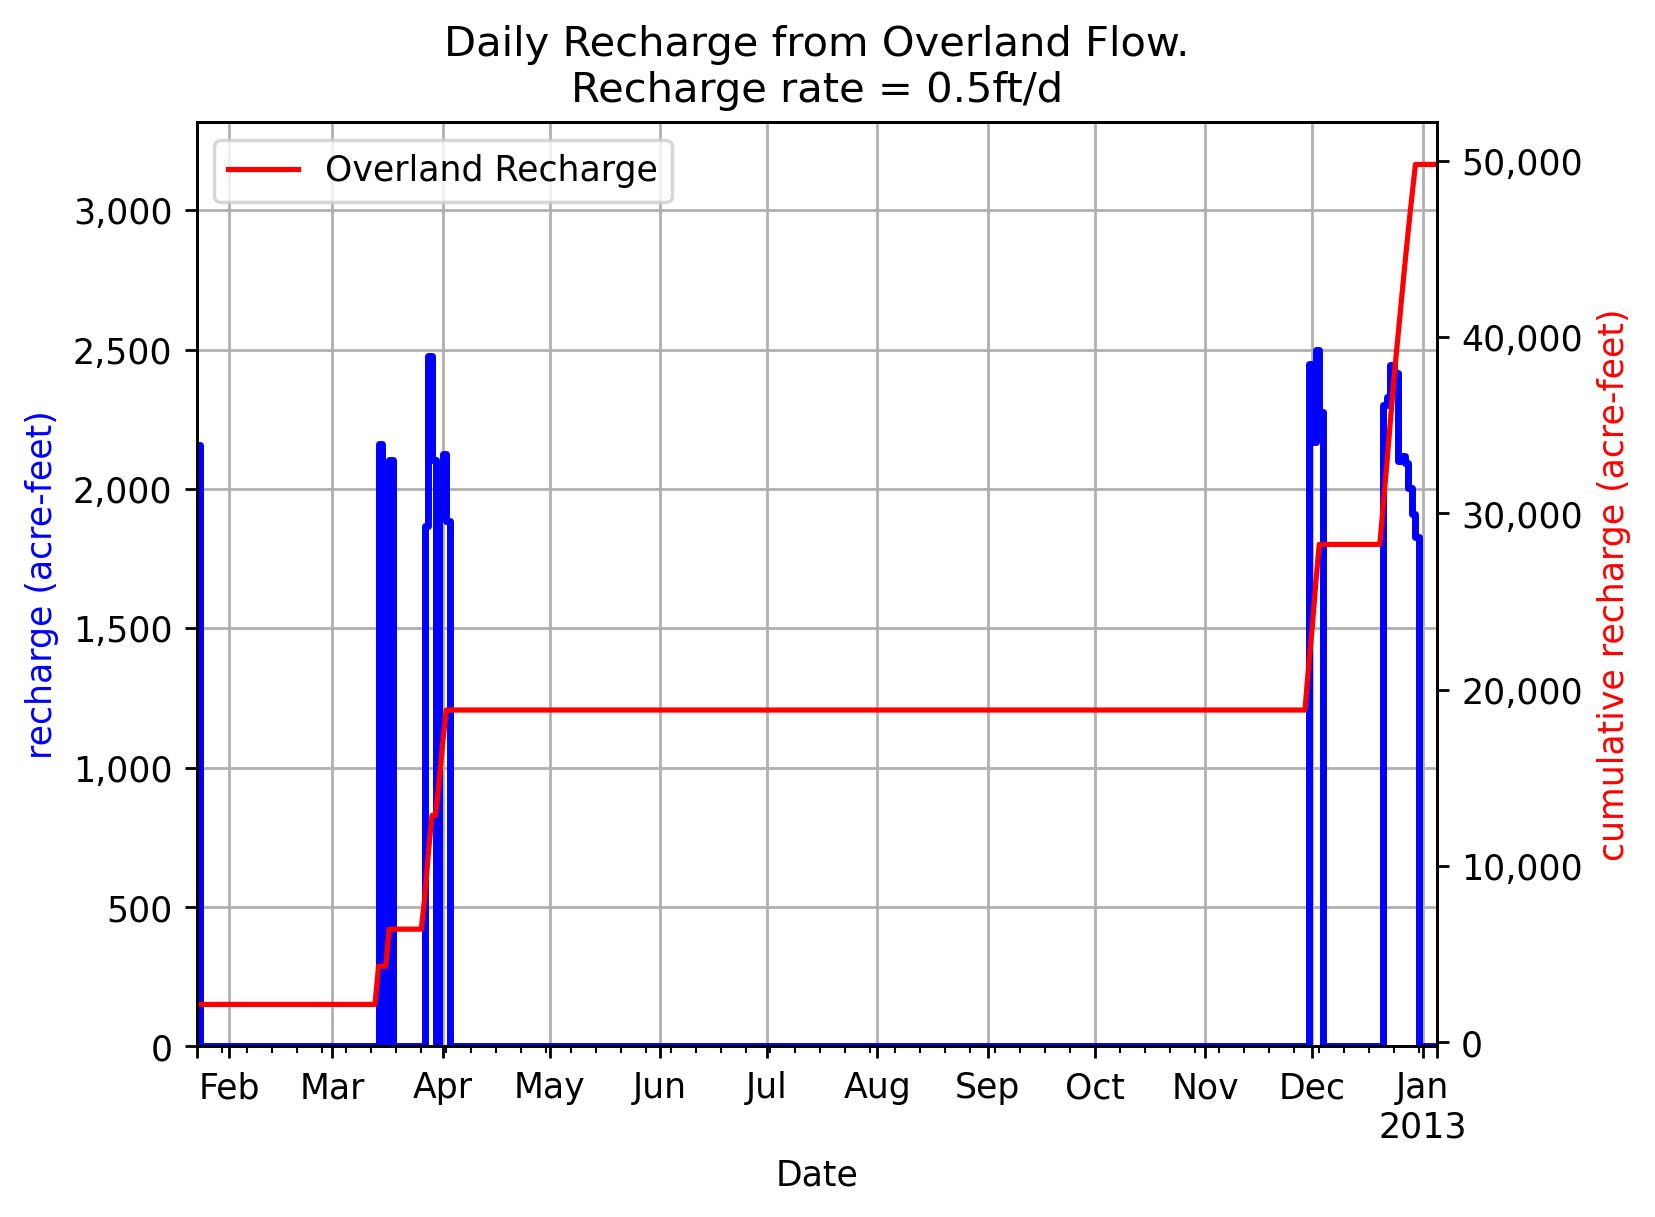 Daily Recharge from Overland Flow.
Recharge rate = 0.5ft/d
Overland Recharge
3,000
2,500
2,000
1,500
1,000
500
0
recharge (acre-feet)
50,000
40,000
30,000
20,000
10,000
0
cumulative recharge (acre-feet)
Feb Mar Apr May Jun Jul Aug Sep Oct Nov Dec Jan
2013
Date